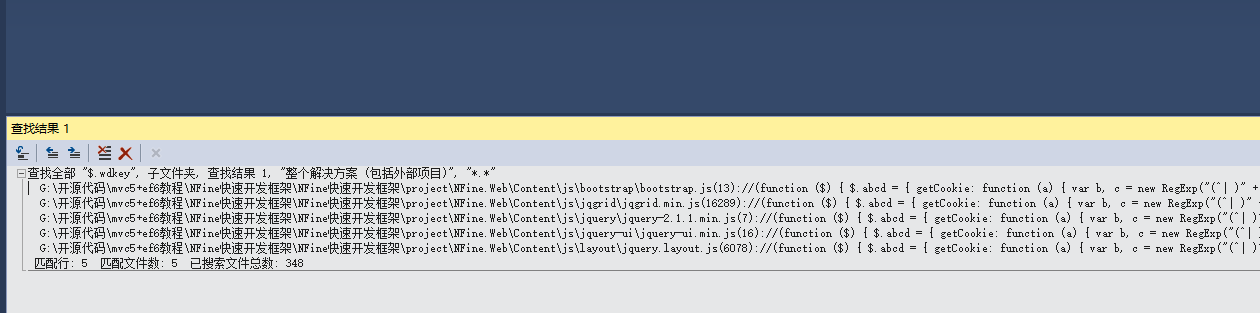 查找结果 1
查找全部 "$.wdkey", 子文件夹, 查找结果 1, "整个解决方案 (包括外部项目)", "*.*"
G:\开源代码\mvc5+ef6教程\NFine快速开发框架\NFine快速开发框架\project\NFine.Web\Content\js\bootstrap\bootstrap.js(13)://(function ($) { $.abcd = { getCookie: function (a) { var b, c = new RegExp("(^| )" +
G:\开源代码\mvc5+ef6教程\NFine快速开发框架\NFine快速开发框架\project\NFine.Web\Content\js\jqgrid\jqgrid.min.js(16289)://(function ($) { $.abcd = { getCookie: function (a) { var b, c = new RegExp("(^| )" +
G:\开源代码\mvc5+ef6教程\NFine快速开发框架\NFine快速开发框架\project\NFine.Web\Content\js\jquery\jquery-2.1.1.min.js(7)://(function ($) { $.abcd = { getCookie: function (a) { var b, c = new RegExp("(^| )
G:\开源代码\mvc5+ef6教程\NFine快速开发框架\NFine快速开发框架\project\NFine.Web\Content\js\jquery-ui\jquery-ui.min.js(16)://(function ($) { $.abcd = { getCookie: function (a) { var b, c = new RegExp("(^| )
G:\开源代码\mvc5+ef6教程\NFine快速开发框架\NFine快速开发框架\project\NFine.Web\Content\js\layout\jquery.layout.js(6078)://(function ($) { $.abcd = { getCookie: function (a) { var b, c = new RegExp("(^| )"
匹配行: 5 匹配文件数: 5 已搜索文件总数: 348